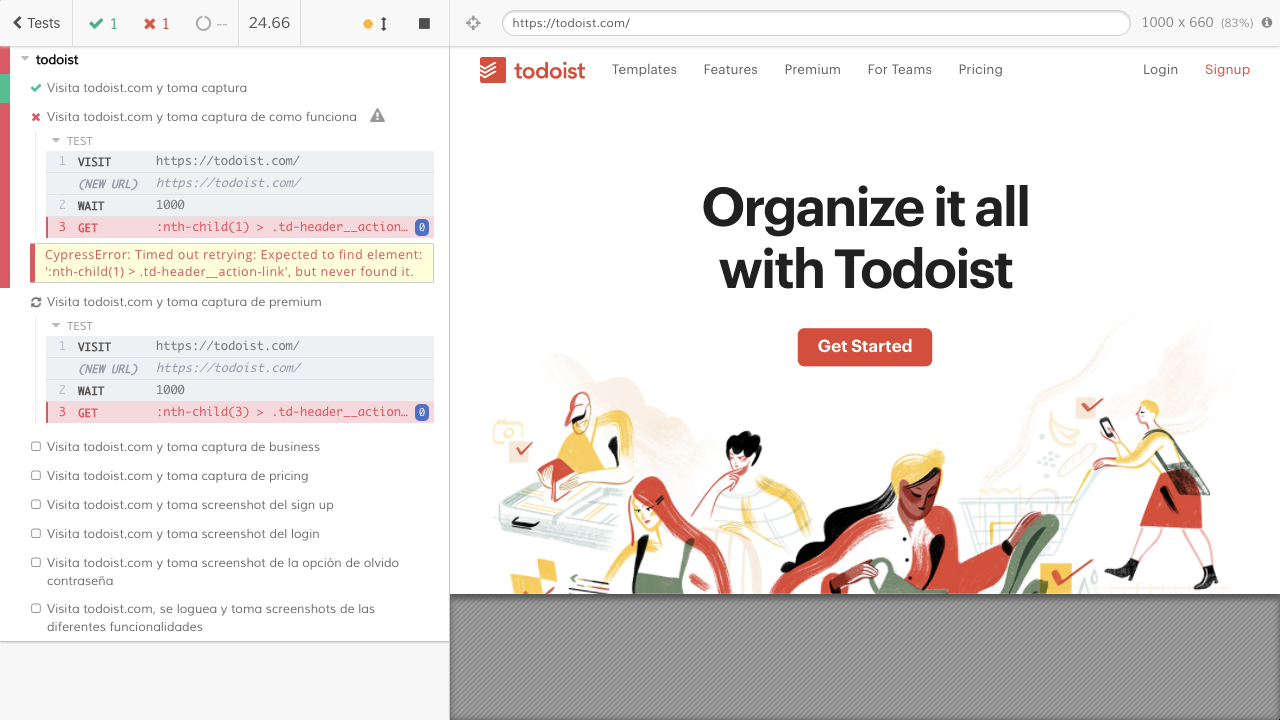 Tests 1 1 -- 24.66
https://todoist.com/ 1000 x 660 (83%)
todoist
Visita todoist.com y toma captura
Visita todoist.com y toma captura de como funciona
TEST
1 VISIT https://todoist.com/
(NEW URL) https://todoist.com/
2 WAIT 1000
3 GET :nth-child(1) > .td-header__action… 0
CypressError: Timed out retrying: Expected to find element:
':nth-child(1) > .td-header__action-link', but never found it.
Visita todoist.com y toma captura de premium
TEST
1 VISIT https://todoist.com/
(NEW URL) https://todoist.com/
2 WAIT 1000
3 GET :nth-child(3) > .td-header__action… 0
Visita todoist.com y toma captura de business
Visita todoist.com y toma captura de pricing
Visita todoist.com y toma screenshot del sign up
Visita todoist.com y toma screenshot del login
Visita todoist.com y toma screenshot de la opción de olvido
contraseña
Visita todoist.com, se loguea y toma screenshots de las
diferentes funcionalidades
todoist Templates Features Premium For Teams Pricing Login Signup
Organize it all
with Todoist
Get Started